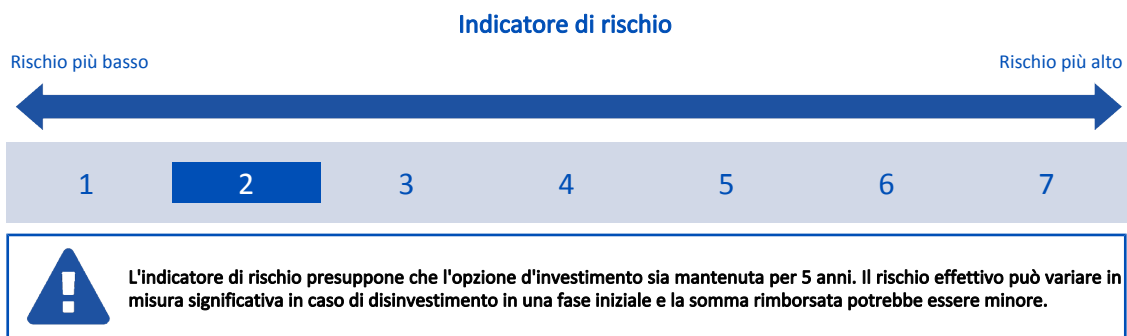 Indicatore di rischio
Rischio più basso Rischio più alto
1 2 3 4 5 6 7
L'indicatore di rischio presuppone che l'opzione d'investimento sia mantenuta per 5 anni. Il rischio effettivo può variare in
misura significativa in caso di disinvestimento in una fase iniziale e la somma rimborsata potrebbe essere minore.